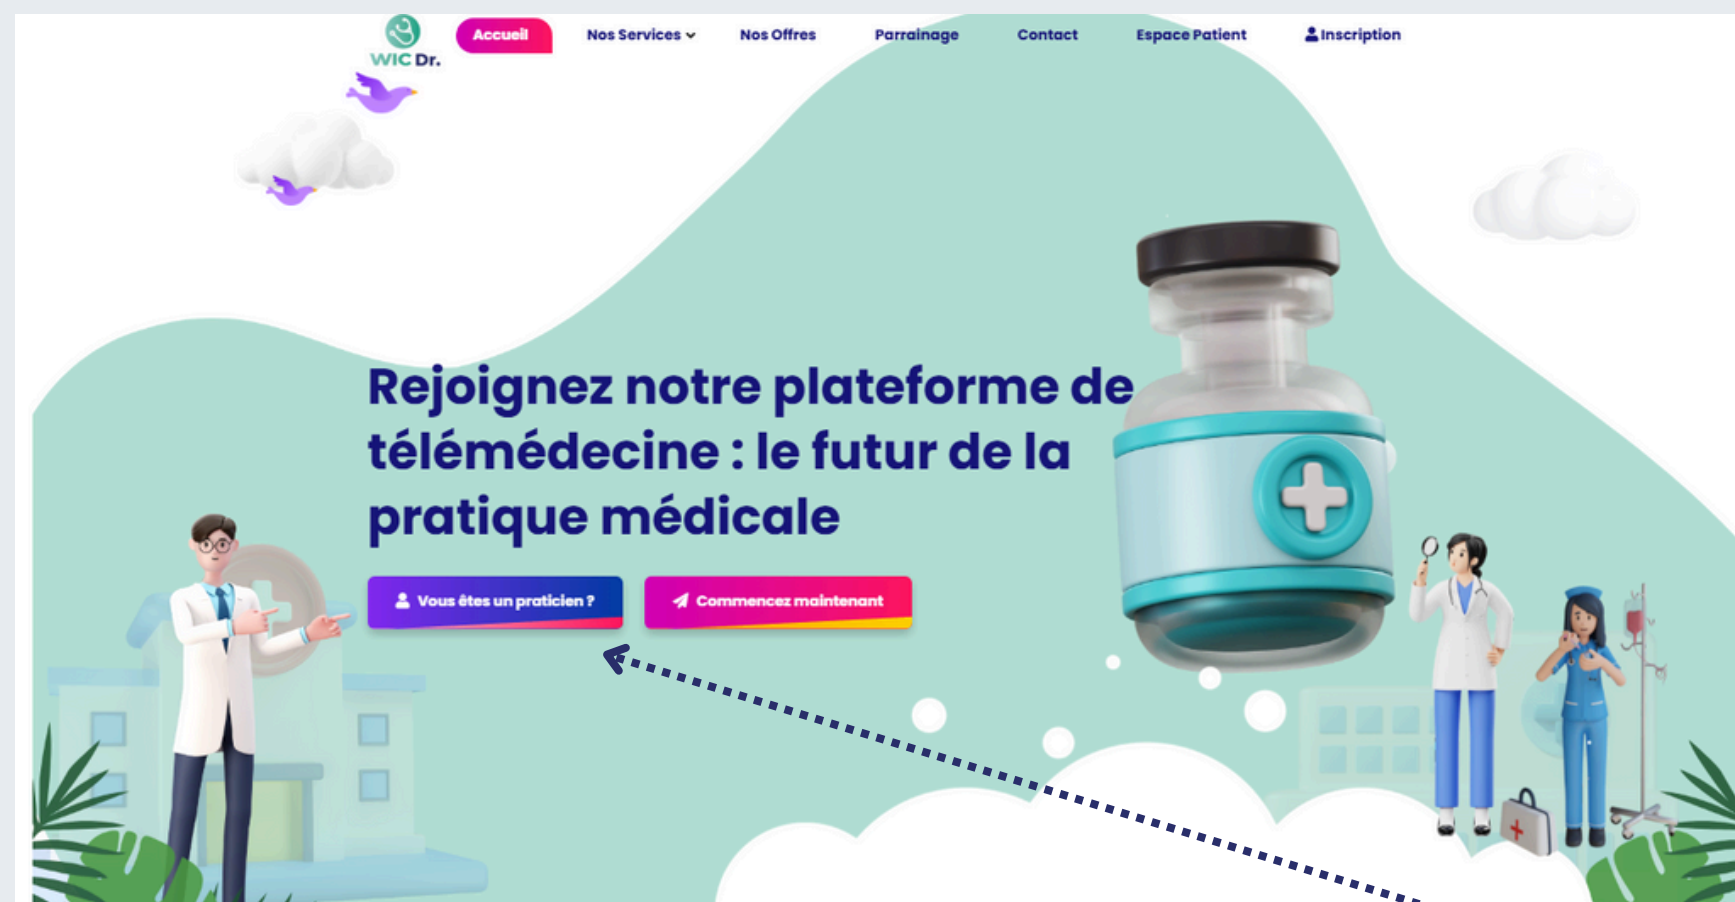 WIC Dr.
Accueil
Nos Services
Nos Offres
Parrainage
Contact
Espace Patient
Inscription
Rejoignez notre plateforme de
télémédecine : le futur de la
pratique médicale
Vous êtes un praticien ?
Commencez maintenant